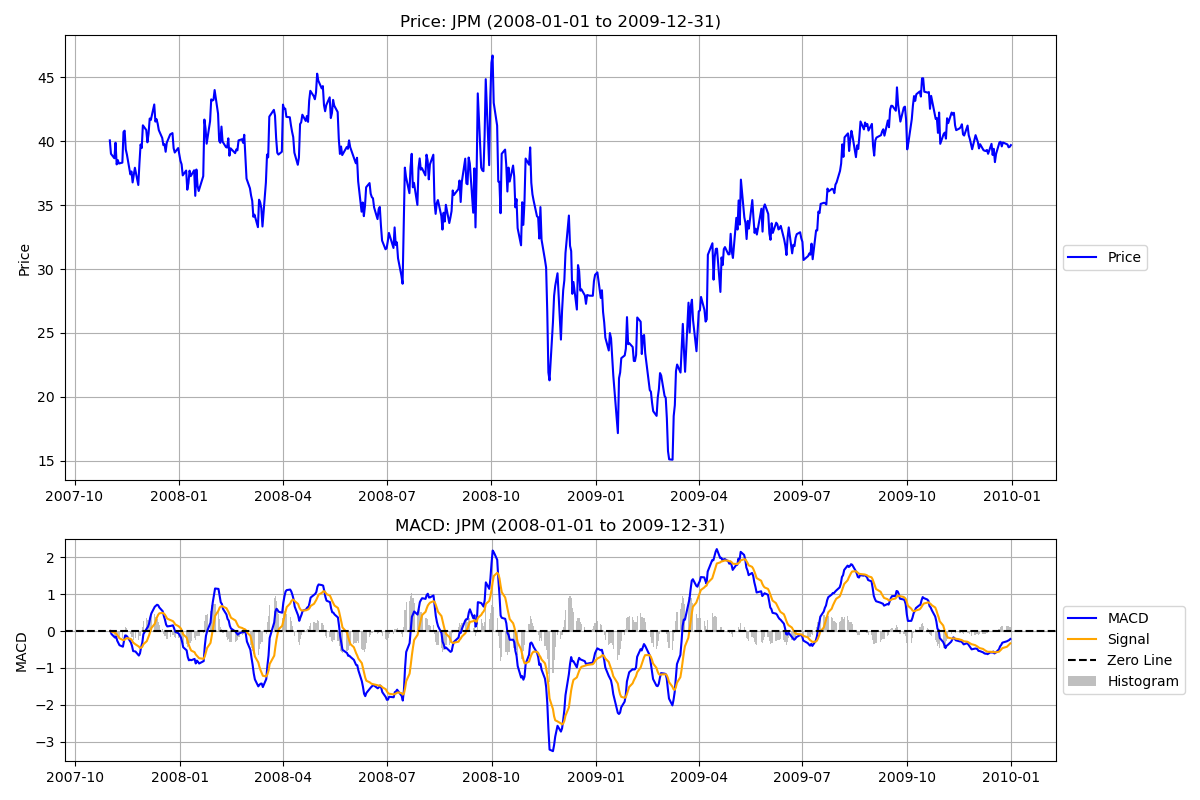 Price: JPM (2008-01-01 to 2009-12-31)
45
40
35
30
25
20
15
Price
2007-10 2008-01 2008-04 2008-07 2008-10 2009-01 2009-04 2009-07 2009-10 2010-01
Price
MACD: JPM (2008-01-01 to 2009-12-31)
2
1
0
−1
−2
−3
MACD
2007-10 2008-01 2008-04 2008-07 2008-10 2009-01 2009-04 2009-07 2009-10 2010-01
MACD
Signal
Zero Line
Histogram